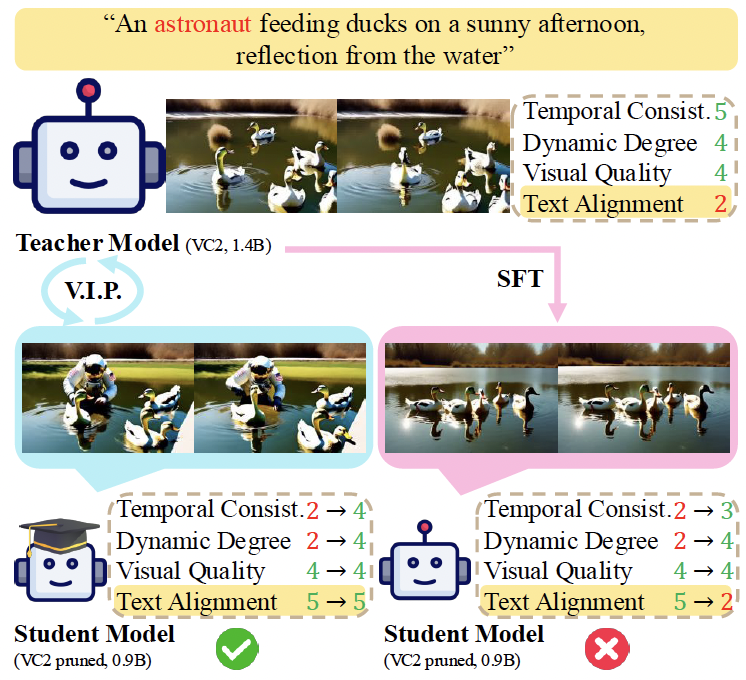 “An astronaut feeding ducks on a sunny afternoon,
reflection from the water”
Temporal Consist. 5
Dynamic Degree 4
Visual Quality 4
Text Alignment 2
Teacher Model (VC2, 1.4B)
V.I.P.
SFT
Temporal Consist. 2 → 4
Dynamic Degree 2 → 4
Visual Quality 4 → 4
Text Alignment 5 → 5
Student Model
(VC2 pruned, 0.9B)
Temporal Consist. 2 → 3
Dynamic Degree 2 → 4
Visual Quality 4 → 4
Text Alignment 5 → 2
Student Model
(VC2 pruned, 0.9B)